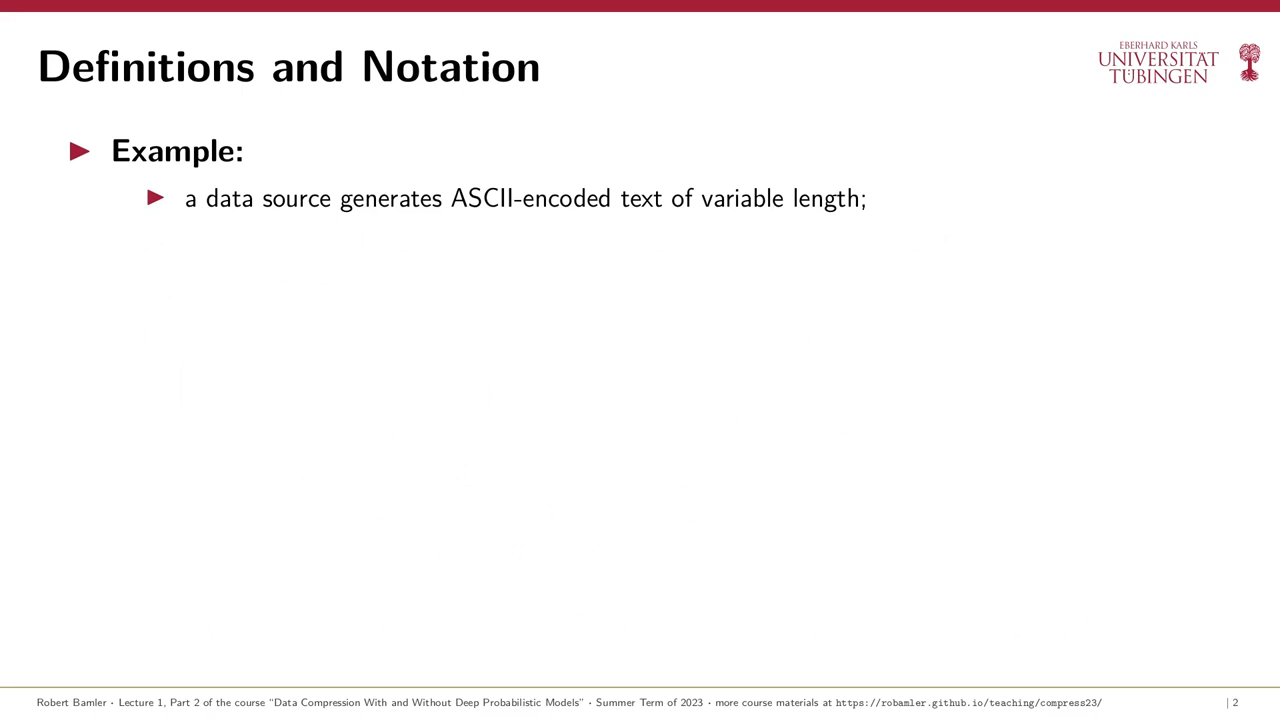 Definitions and Notation
EBERHARD KARLS
UNIVERSITÄT
TÜBINGEN
Example:
a data source generates ASCII-encoded text of variable length;
Robert Bamler · Lecture 1, Part 2 of the course “Data Compression With and Without Deep Probabilistic Models” · Summer Term of 2023 · more course materials at https://robamler.github.io/teaching/compress23/ | 2